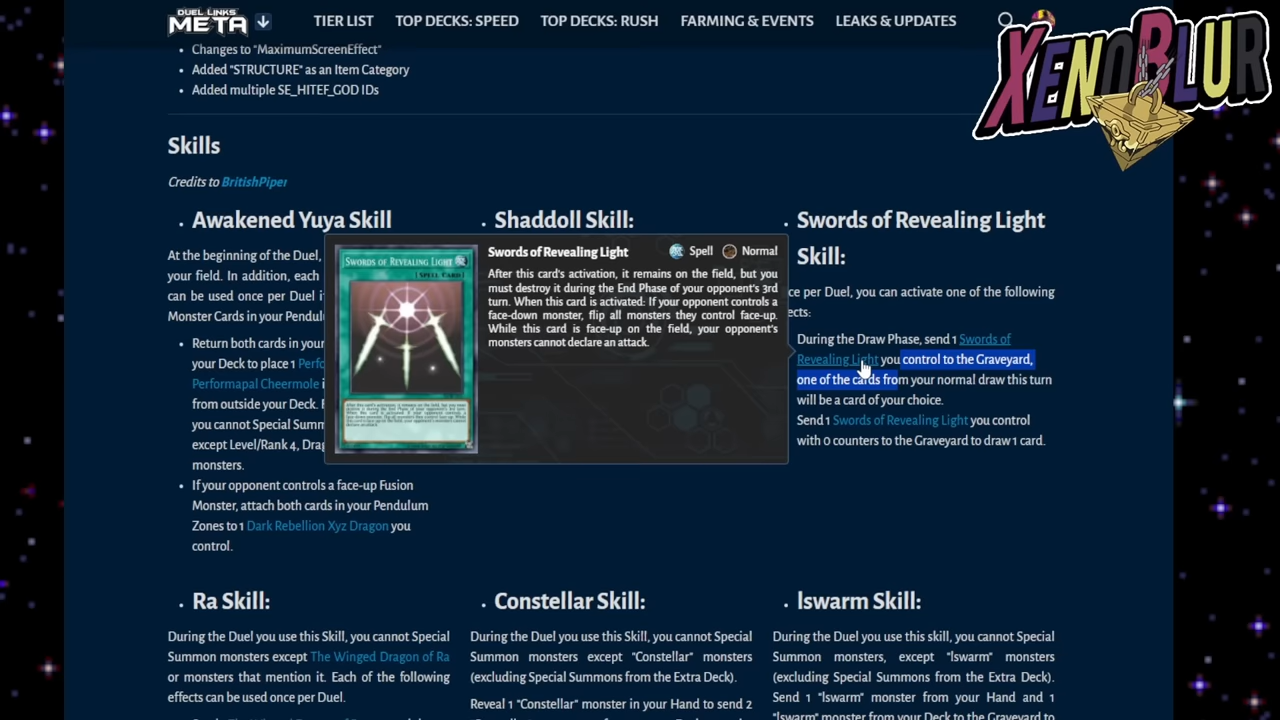 DUEL LINKS
META
TIER LIST
TOP DECKS: SPEED
TOP DECKS: RUSH
FARMING & EVENTS
LEAKS & UPDATES
XENOBLUR
Changes to "MaximumScreenEffect"
Added "STRUCTURE" as an Item Category
Added multiple SE_HITEF_GOD IDs
Skills
Credits to BritishPiper
Awakened Yuya Skill
At the beginning of the Duel,
your field. In addition, each
can be used once per Duel i
Monster Cards in your Pendulu
Return both cards in your
your Deck to place 1 Perfo
Performapal Cheermole i
from outside your Deck.
you cannot Special Summ
except Level/Rank 4, Drag
monsters.
If your opponent controls a face-up Fusion
Monster, attach both cards in your Pendulum
Zones to 1 Dark Rebellion Xyz Dragon you
control.
Shaddoll Skill:
Swords of Revealing Light
Spell
Normal
SWORDS OF REVEALING LIGHT
[SPELL CARD]
After this card's activation, it remains on the field, but you
must destroy it during the End Phase of your opponent's 3rd
turn. When this card is activated: If your opponent controls a
face-down monster, flip all monsters they control face-up.
While this card is face-up on the field, your opponent's
monsters cannot declare an attack.
Swords of Revealing Light
Skill:
ce per Duel, you can activate one of the following
ects:
During the Draw Phase, send 1 Swords of
Revealing Light you control to the Graveyard,
one of the cards from your normal draw this turn
will be a card of your choice.
Send 1 Swords of Revealing Light you control
with 0 counters to the Graveyard to draw 1 card.
Ra Skill:
During the Duel you use this Skill, you cannot Special
Summon monsters except The Winged Dragon of Ra
or monsters that mention it. Each of the following
effects can be used once per Duel.
Constellar Skill:
During the Duel you use this Skill, you cannot Special
Summon monsters except "Constellar" monsters
(excluding Special Summons from the Extra Deck).
Reveal 1 "Constellar" monster in your Hand to send 2
lswarm Skill:
During the Duel you use this skill, you cannot Special
Summon monsters, except "lswarm" monsters
(excluding Special Summons from the Extra Deck).
Send 1 "lswarm" monster from your Hand and 1
"lswarm" monster from your Deck to the Graveyard to